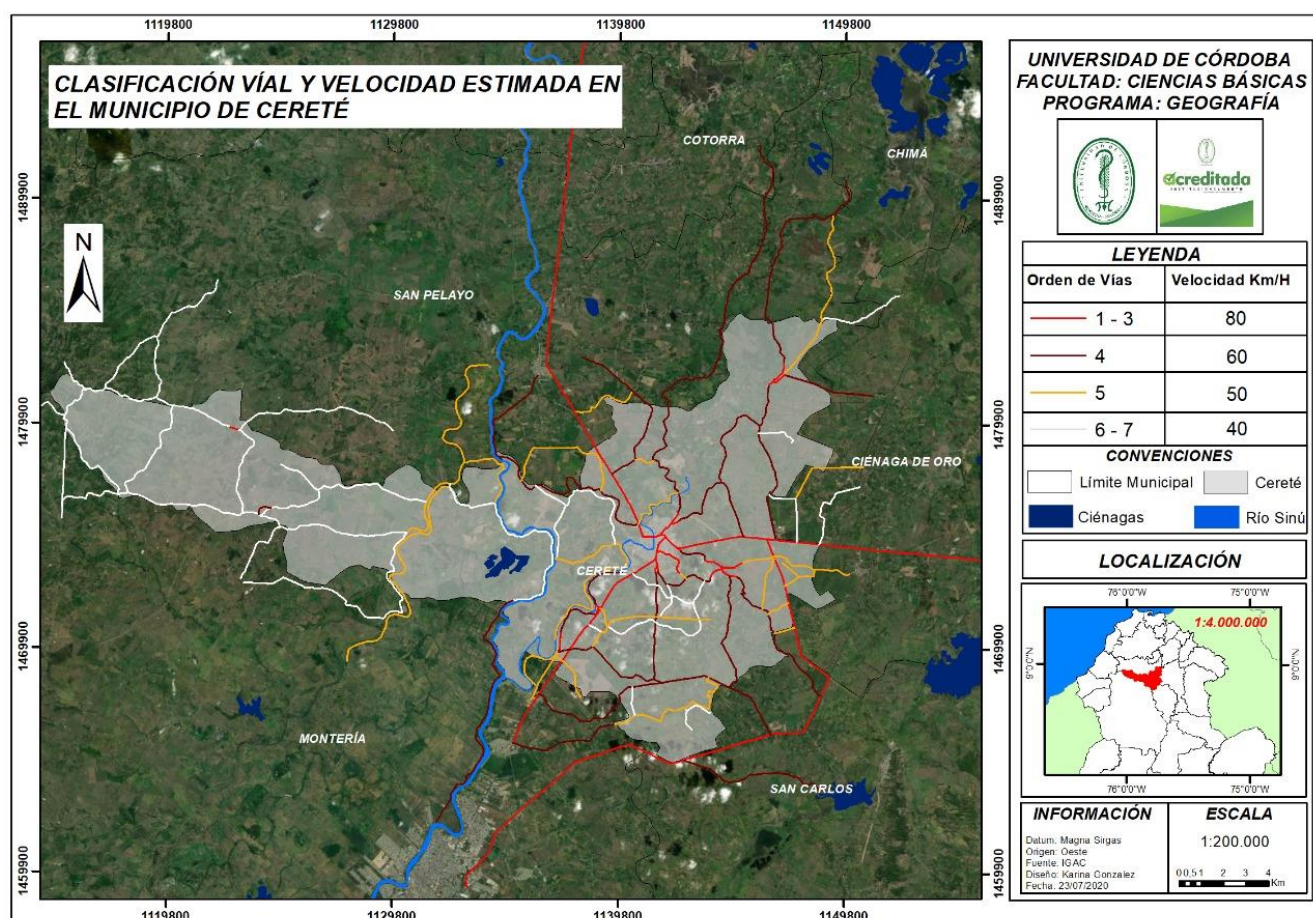 1119800
1129800
1139800
1149800
CLASIFICACIÓN VÍAL Y VELOCIDAD ESTIMADA EN
EL MUNICIPIO DE CERETÉ
COTORRA
CHIMÁ
1489900
1489900
N
SAN PELAYO
1479900
1479900
CIÉNAGA DE ORO
CERETÉ
1469900
1469900
MONTERÍA
SAN CARLOS
1459900
1459900
1119800
1129800
1139800
1149800
UNIVERSIDAD DE CÓRDOBA
FACULTAD: CIENCIAS BÁSICAS
PROGRAMA: GEOGRAFÍA
acreditada
LEYENDA
Orden de Vías Velocidad Km/H
1 - 3 80
4 60
5 50
6 - 7 40
CONVENCIONES
Límite Municipal Cereté
Ciénagas Río Sinú
LOCALIZACIÓN
76°0'0"W 75°0'0"W
1:4.000.000
9°0'0"N 9°0'0"N
76°0'0"W 75°0'0"W
INFORMACIÓN
Datum: Magna Sirgas
Origen: Oeste
Fuente: IGAC
Diseño: Karina Gonzalez
Fecha: 23/07/2020
ESCALA
1:200.000
0 0,5 1 2 3 4
Km